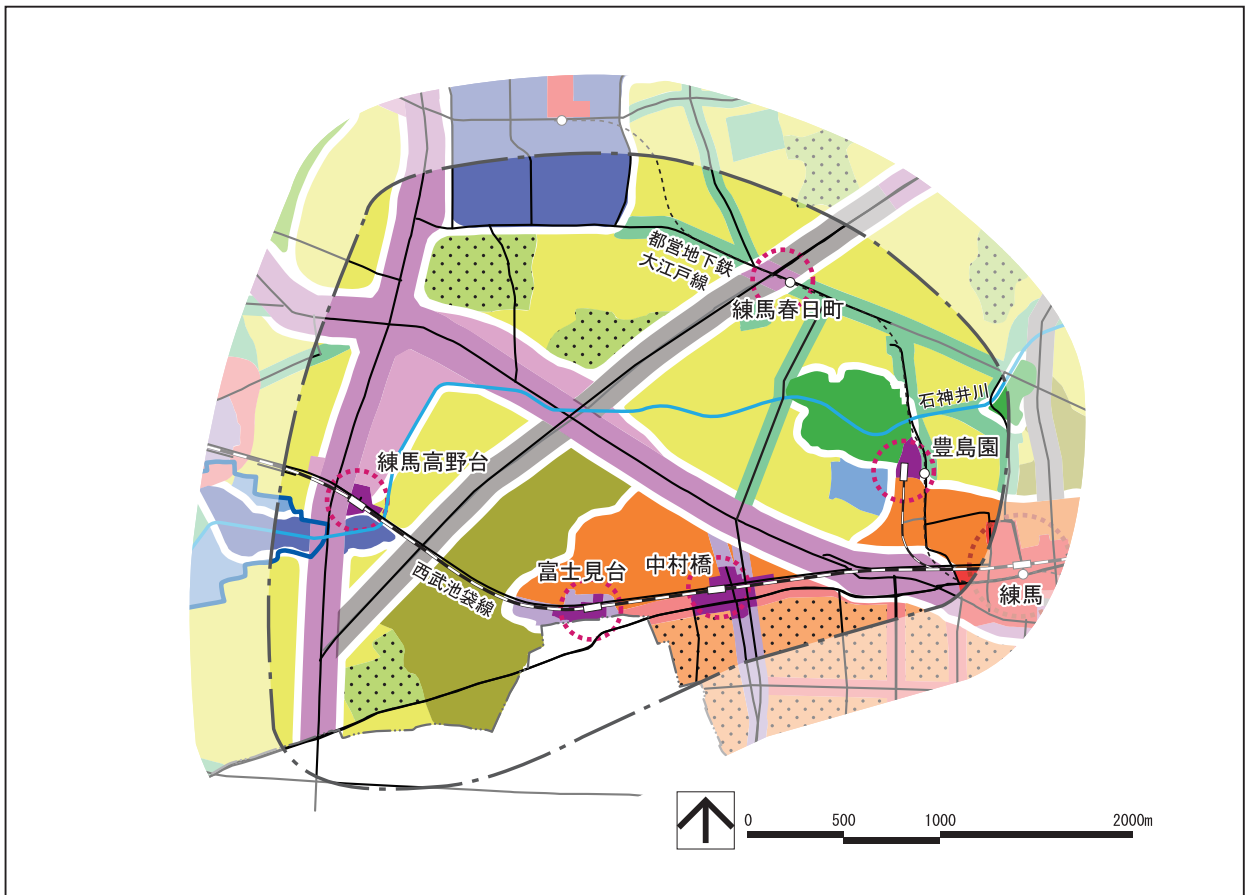 都営地下鉄
大江戸線
練馬春日町
石神井川
豊島園
練馬高野台
富士見台
中村橋
西武池袋線
練馬
0 500 1000 2000m